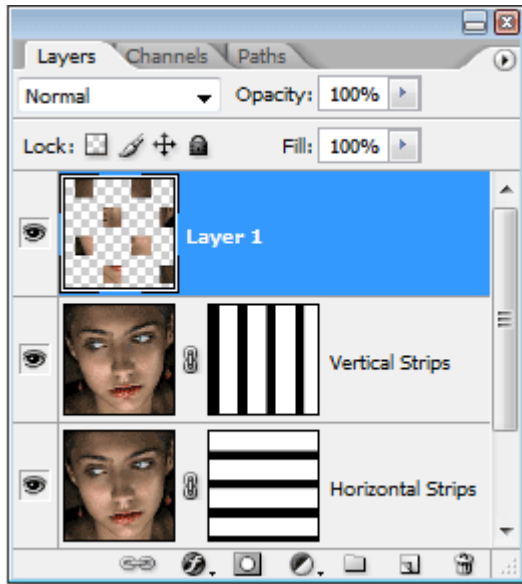 Layers Channels Paths
Normal Opacity: 100%
Lock: Fill: 100%
Layer 1
Vertical Strips
Horizontal Strips